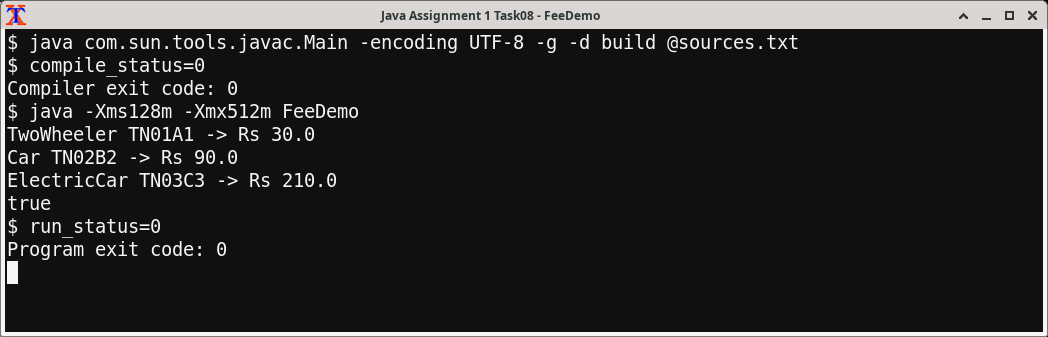 Java Assignment 1 Task08 - FeeDemo
$ java com.sun.tools.javac.Main -encoding UTF-8 -g -d build @sources.txt
$ compile_status=0
Compiler exit code: 0
$ java -Xms128m -Xmx512m FeeDemo
TwoWheeler TN01A1 -> Rs 30.0
Car TN02B2 -> Rs 90.0
ElectricCar TN03C3 -> Rs 210.0
true
$ run_status=0
Program exit code: 0